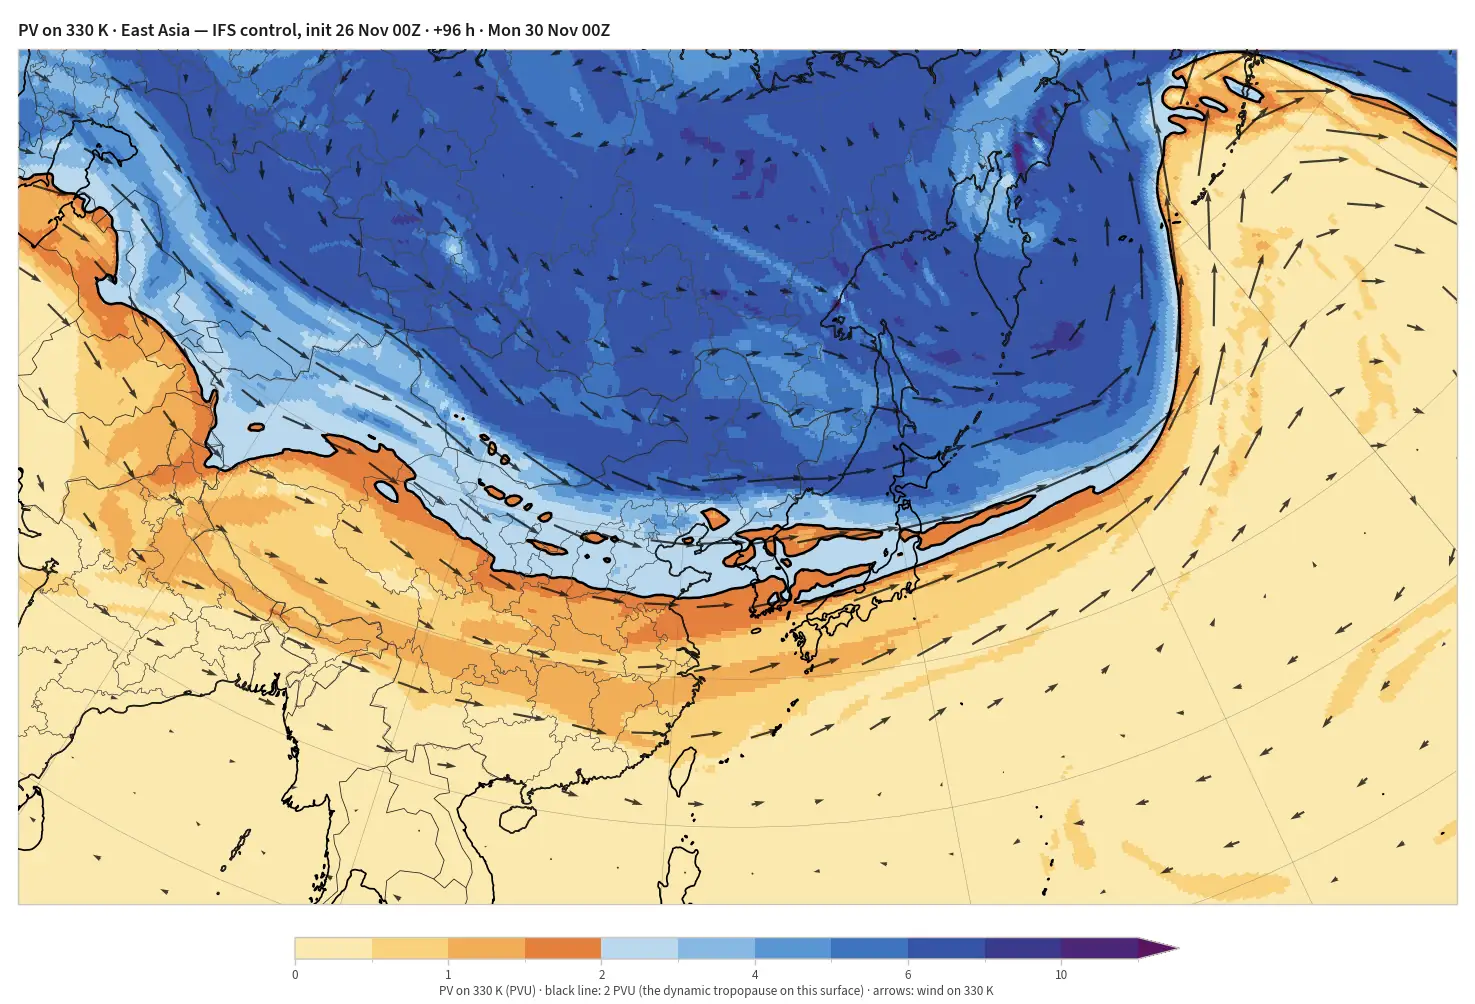 PV on 330 K · East Asia — IFS control, init 26 Nov 00Z · +96 h · Mon 30 Nov 00Z
0 1 2 4 6 10
PV on 330 K (PVU) · black line: 2 PVU (the dynamic tropopause on this surface) · arrows: wind on 330 K